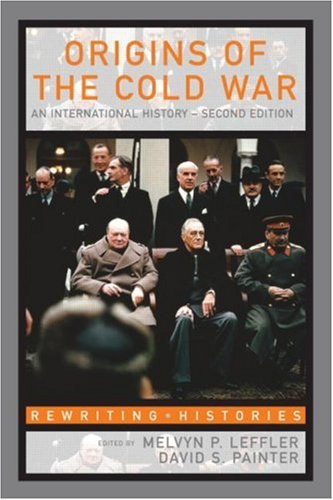 ORIGINS OF
THE COLD WAR
AN INTERNATIONAL HISTORY – SECOND EDITION
REWRITING • HISTORIES
EDITED BY MELVYN P. LEFFLER
DAVID S. PAINTER